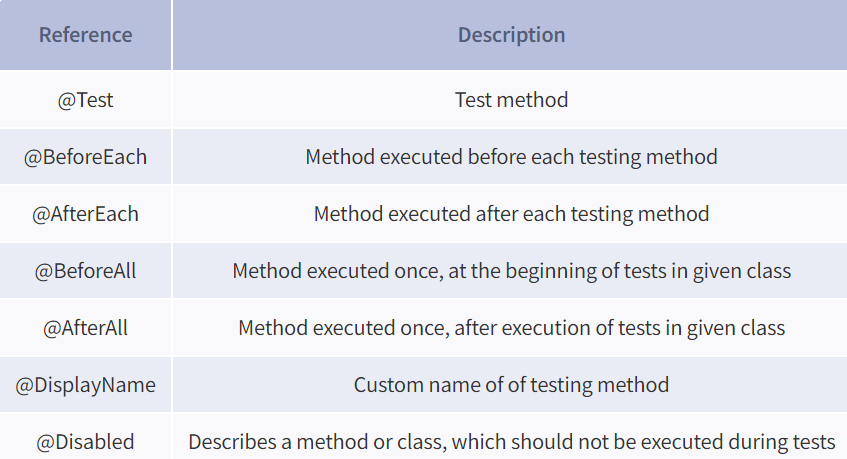 Reference Description
@Test Test method
@BeforeEach Method executed before each testing method
@AfterEach Method executed after each testing method
@BeforeAll Method executed once, at the beginning of tests in given class
@AfterAll Method executed once, after execution of tests in given class
@DisplayName Custom name of of testing method
@Disabled Describes a method or class, which should not be executed during tests